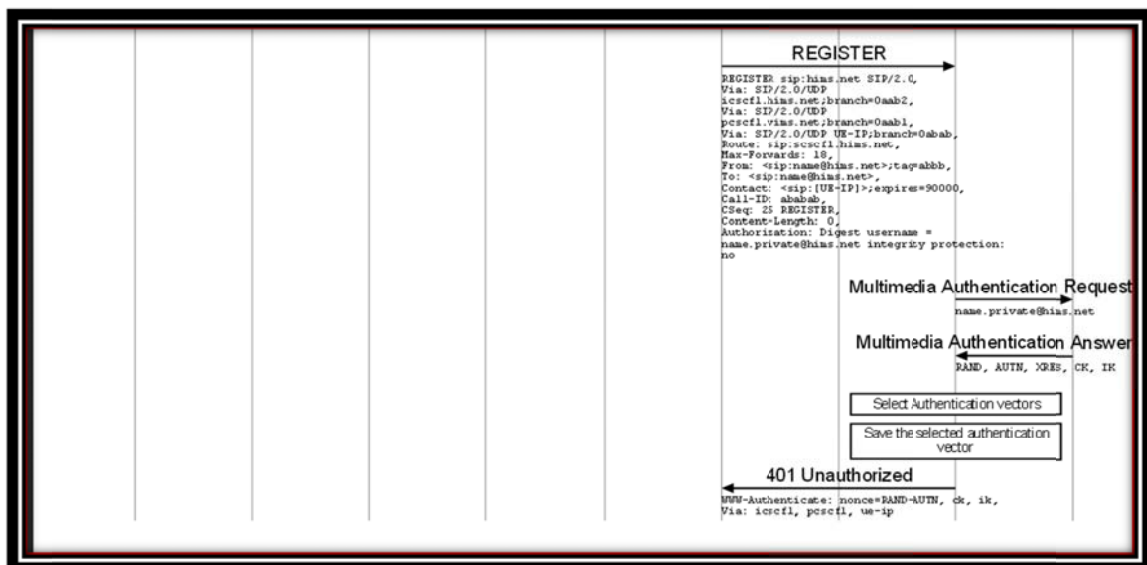 REGISTER
REGISTER sip:hims.net SIP/2.0,
Via: SIP/2.0/UDP
icscf1.hims.net;branch=0aab2,
Via: SIP/2.0/UDP
pcscf1.vims.net;branch=0aab1,
Via: SIP/2.0/UDP UE-IP;branch=0abab,
Route: sip:scscf1.hims.net,
Max-Forwards: 18,
From: <sip:name@hims.net>;tag=abbb,
To: <sip:name@hims.net>,
Contact: <sip:[UE-IP]>;expires=90000,
Call-ID: ababab,
CSeq: 25 REGISTER,
Content-Length: 0,
Authorization: Digest username =
name.private@hims.net integrity protection:
no
Multimedia Authentication Request
name.private@hims.net
Multimedia Authentication Answer
RAND, AUTN, XRES, CK, IK
Select Authentication vectors
Save the selected authentication
vector
401 Unauthorized
WWW-Authenticate: nonce=RAND-AUTN, ck, ik,
Via: icscf1, pcscf1, ue-ip